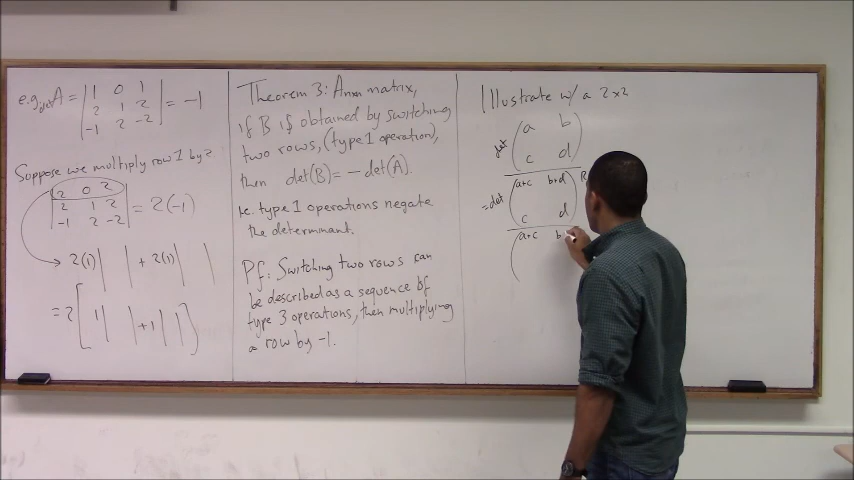 e.g. det A = | 1 0 1 |
| 2 1 2 | = -1
| -1 2 -2 |
Suppose we multiply row 1 by 2
| 2 0 2 |
| 2 1 2 | = 2(-1)
| -1 2 -2 |
→ 2(1) | | + 2(1) | |
= 2 [ 1 | | + 1 | | ]
Theorem 3: A nxn matrix,
if B if obtained by switching
two rows, (type 1 operation),
then det(B) = - det(A).
i.e. type 1 operations negate
the determinant.
Pf: Switching two rows can
be described as a sequence of
type 3 operations, then multiplying
a row by -1.
Illustrate w/ a 2x2
det ( a b )
( c d )
= det ( a+c b+d ) R
( c d )
( a+c b